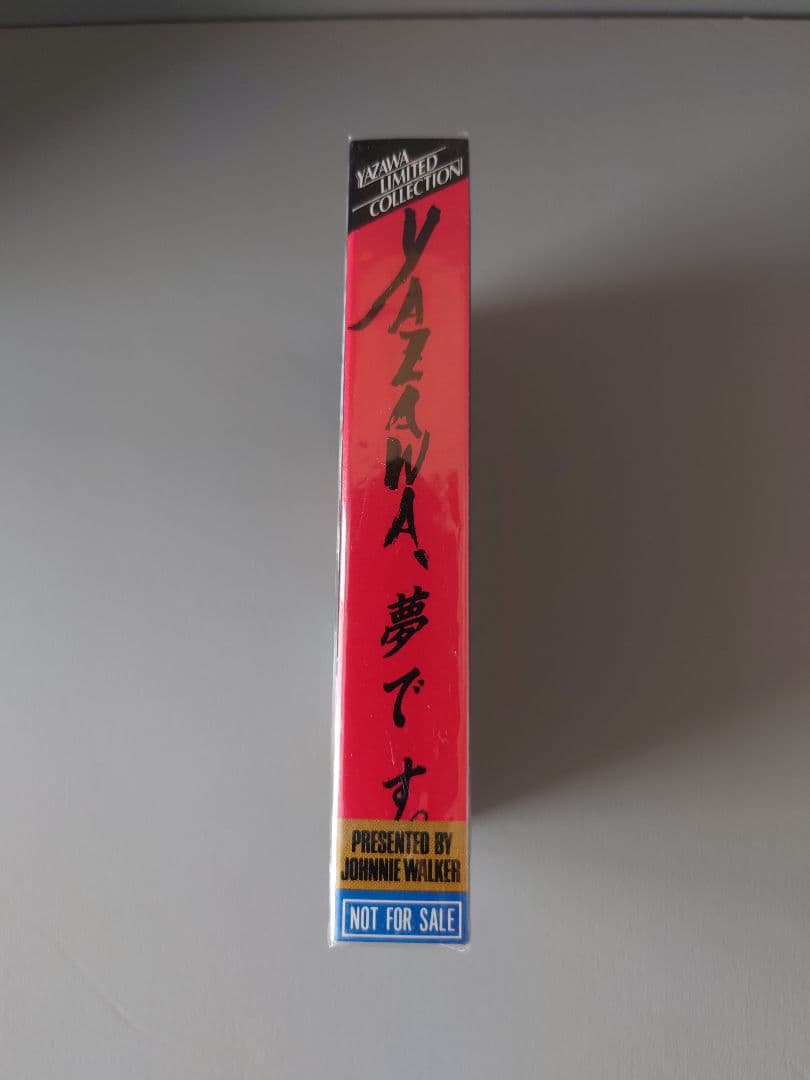 YAZAWA
LIMITED
COLLECTION
YAZAWA、夢です。
PRESENTED BY
JOHNNIE WALKER
NOT FOR SALE